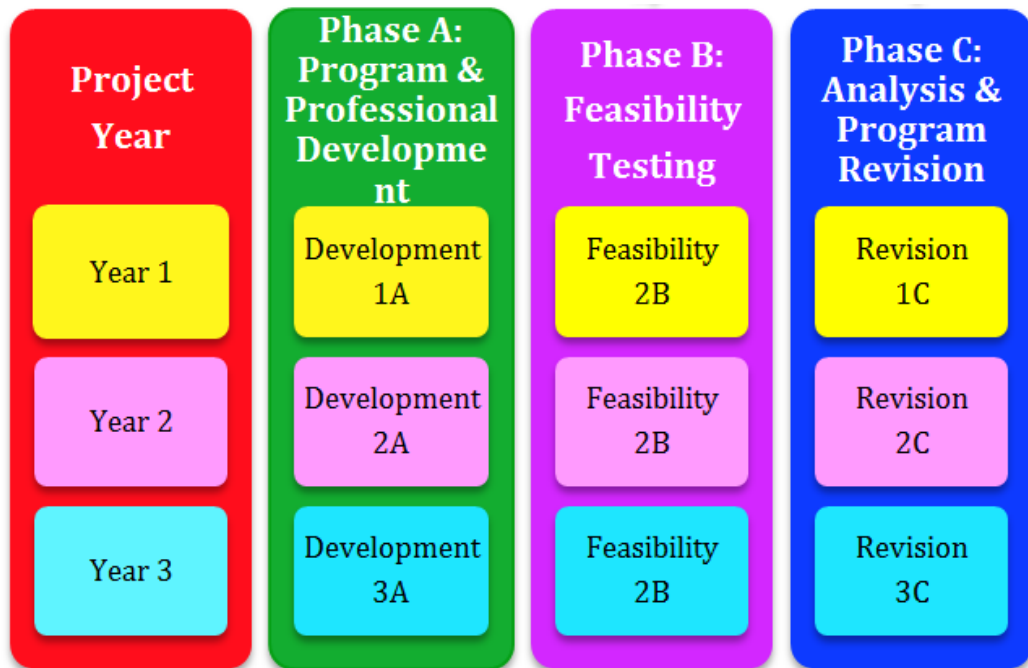 Project
Year
Year 1
Year 2
Year 3
Phase A:
Program &
Professional
Developme
nt
Development
1A
Development
2A
Development
3A
Phase B:
Feasibility
Testing
Feasibility
2B
Feasibility
2B
Feasibility
2B
Phase C:
Analysis &
Program
Revision
Revision
1C
Revision
2C
Revision
3C